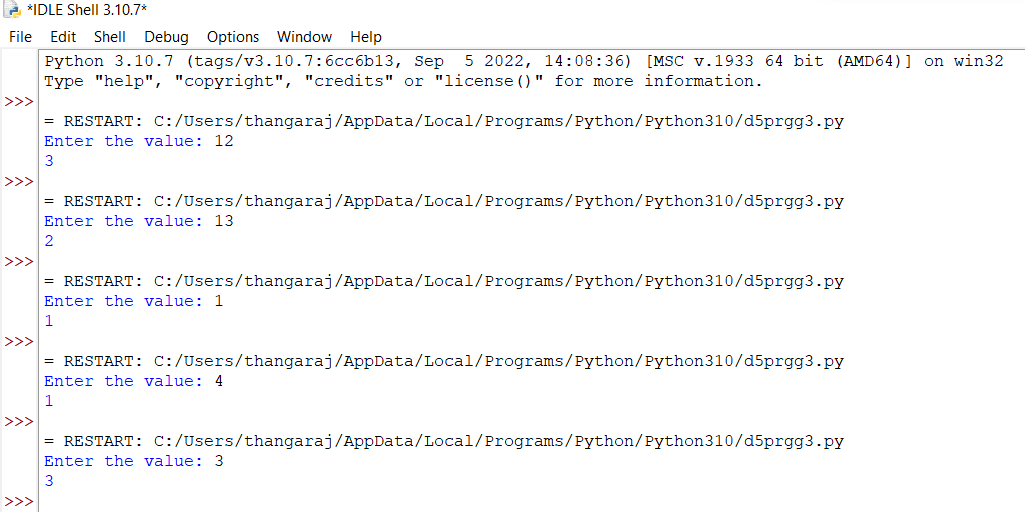 *IDLE Shell 3.10.7*
File Edit Shell Debug Options Window Help
Python 3.10.7 (tags/v3.10.7:6cc6b13, Sep  5 2022, 14:08:36) [MSC v.1933 64 bit (AMD64)] on win32
Type "help", "copyright", "credits" or "license()" for more information.
>>>
= RESTART: C:/Users/thangaraj/AppData/Local/Programs/Python/Python310/d5prgg3.py
Enter the value: 12
3
>>>
= RESTART: C:/Users/thangaraj/AppData/Local/Programs/Python/Python310/d5prgg3.py
Enter the value: 13
2
>>>
= RESTART: C:/Users/thangaraj/AppData/Local/Programs/Python/Python310/d5prgg3.py
Enter the value: 1
1
>>>
= RESTART: C:/Users/thangaraj/AppData/Local/Programs/Python/Python310/d5prgg3.py
Enter the value: 4
1
>>>
= RESTART: C:/Users/thangaraj/AppData/Local/Programs/Python/Python310/d5prgg3.py
Enter the value: 3
3
>>>